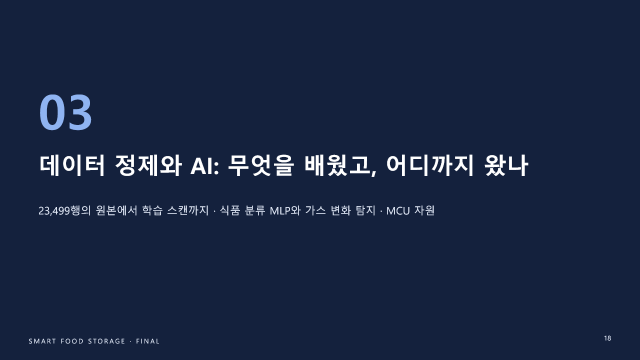 03
데이터 정제와 AI: 무엇을 배웠고, 어디까지 왔나
23,499행의 원본에서 학습 스캔까지 · 식품 분류 MLP와 가스 변화 탐지 · MCU 자원
SMART FOOD STORAGE · FINAL
18